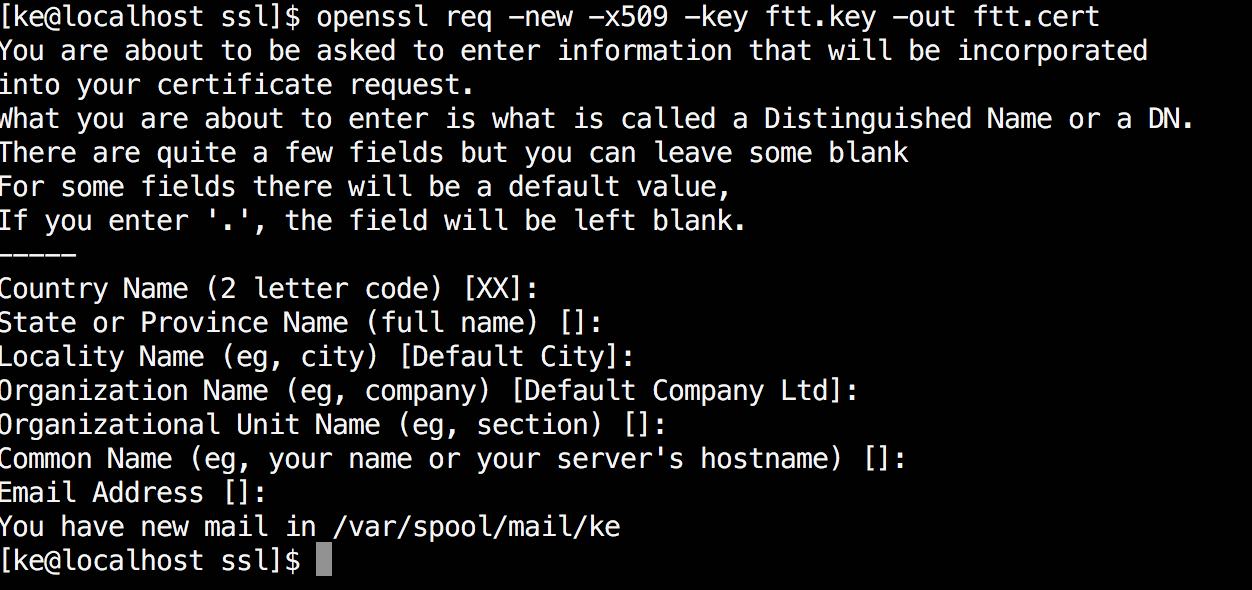 [ke@localhost ssl]$ openssl req -new -x509 -key ftt.key -out ftt.cert
You are about to be asked to enter information that will be incorporated
into your certificate request.
What you are about to enter is what is called a Distinguished Name or a DN.
There are quite a few fields but you can leave some blank
For some fields there will be a default value,
If you enter '.', the field will be left blank.
-----
Country Name (2 letter code) [XX]:
State or Province Name (full name) []:
Locality Name (eg, city) [Default City]:
Organization Name (eg, company) [Default Company Ltd]:
Organizational Unit Name (eg, section) []:
Common Name (eg, your name or your server's hostname) []:
Email Address []:
You have new mail in /var/spool/mail/ke
[ke@localhost ssl]$